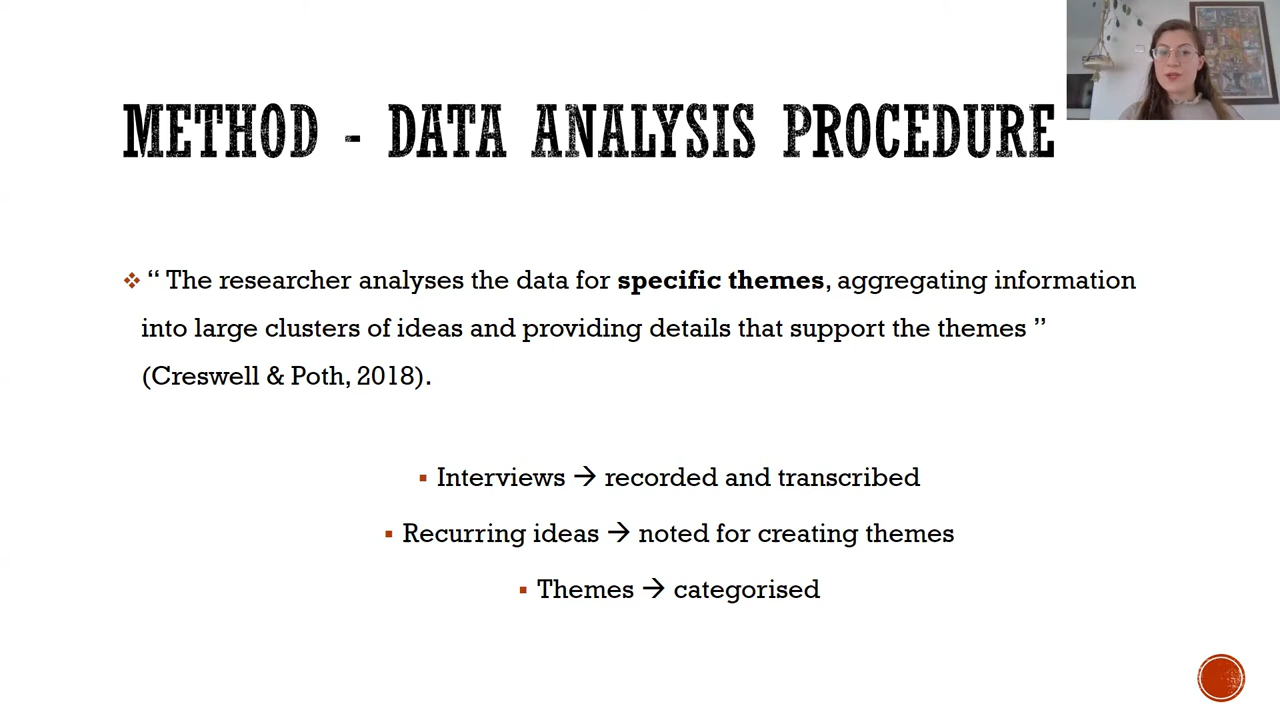 METHOD - DATA ANALYSIS PROCEDURE
“ The researcher analyses the data for specific themes, aggregating information
into large clusters of ideas and providing details that support the themes ”
(Creswell & Poth, 2018).
Interviews → recorded and transcribed
Recurring ideas → noted for creating themes
Themes → categorised